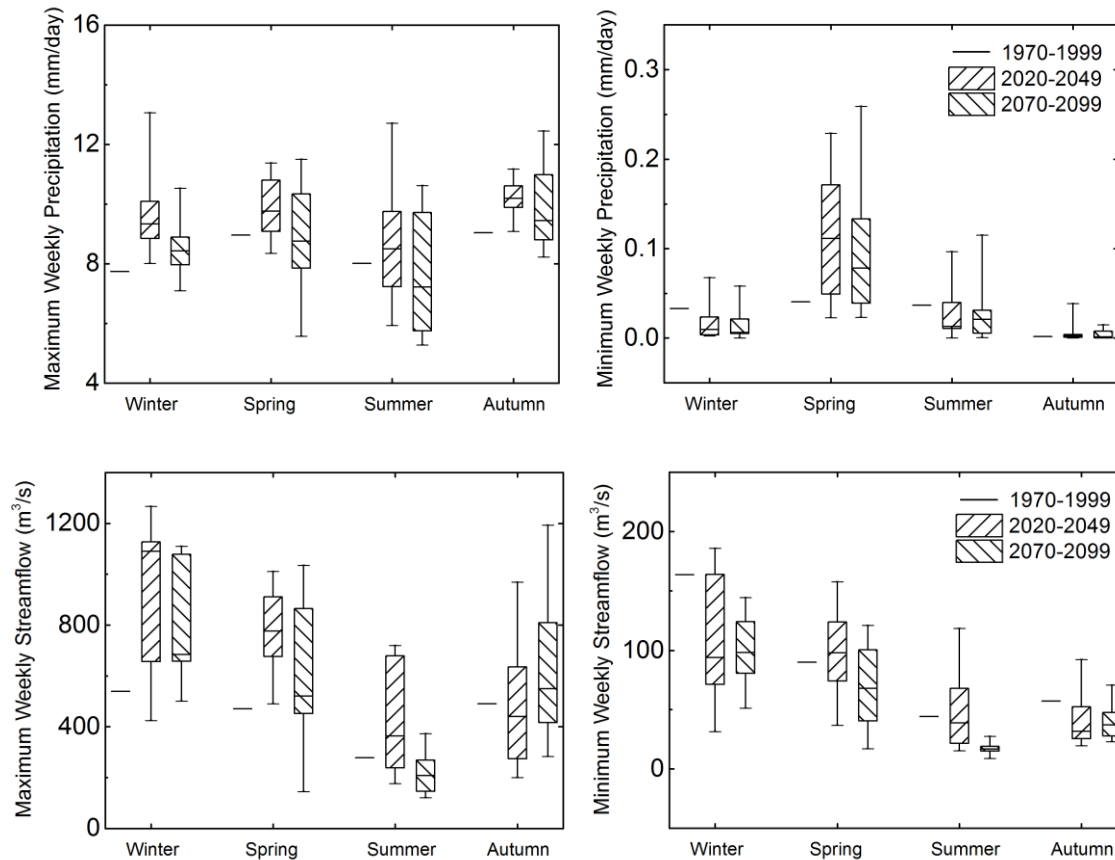 Maximum Weekly Precipitation (mm/day)
16
12
8
4
Winter Spring Summer Autumn
Minimum Weekly Precipitation (mm/day)
0.3
0.2
0.1
0.0
1970-1999
2020-2049
2070-2099
Winter Spring Summer Autumn
Maximum Weekly Streamflow (m³/s)
1200
800
400
0
Winter Spring Summer Autumn
Minimum Weekly Streamflow (m³/s)
200
100
0
1970-1999
2020-2049
2070-2099
Winter Spring Summer Autumn